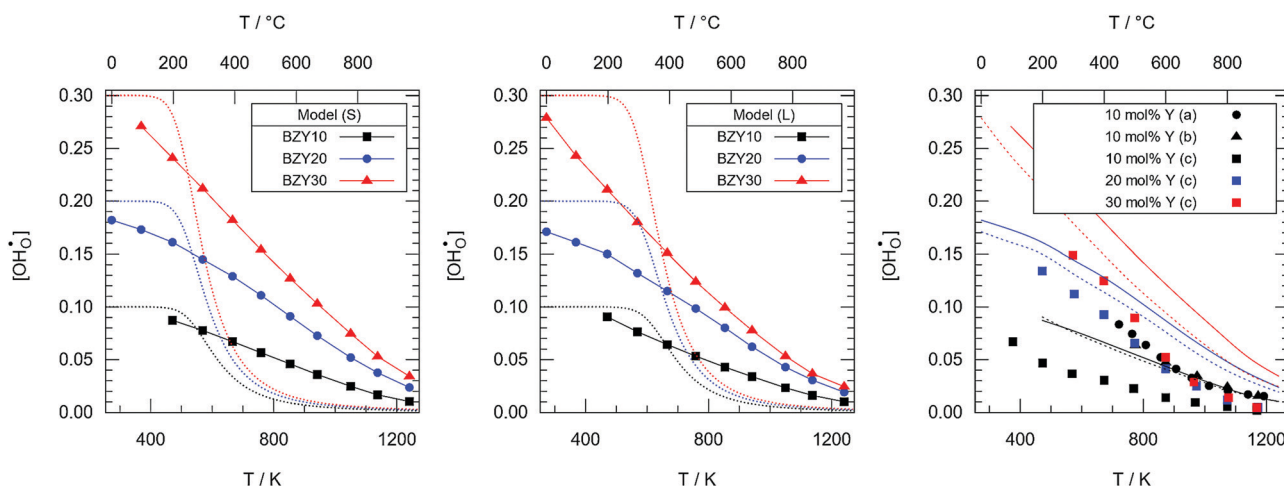 T / °C
0 200 400 600 800
0.30
0.25
0.20
0.15
0.10
0.05
0.00
[OH•O]
Model (S)
BZY10
BZY20
BZY30
400 800 1200
T / K
T / °C
0 200 400 600 800
0.30
0.25
0.20
0.15
0.10
0.05
0.00
[OH•O]
Model (L)
BZY10
BZY20
BZY30
400 800 1200
T / K
T / °C
0 200 400 600 800
0.30
0.25
0.20
0.15
0.10
0.05
0.00
[OH•O]
10 mol% Y (a)
10 mol% Y (b)
10 mol% Y (c)
20 mol% Y (c)
30 mol% Y (c)
400 800 1200
T / K